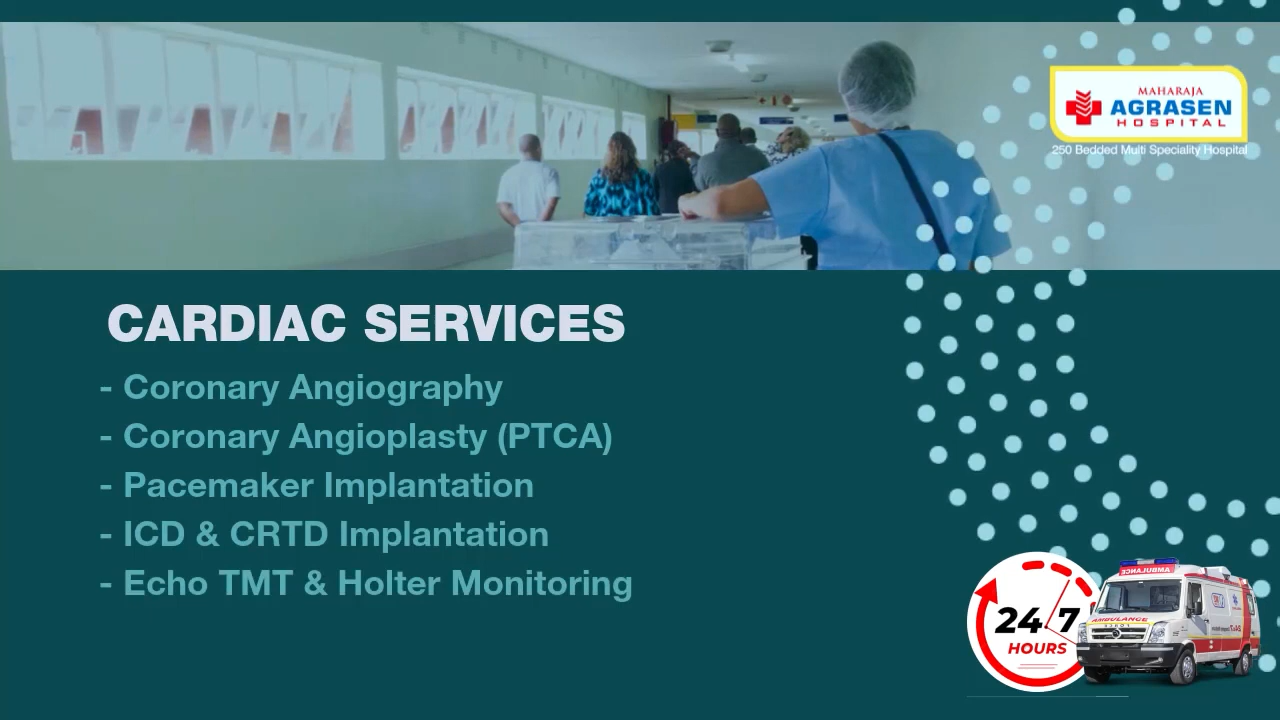 MAHARAJA
AGRASEN
HOSPITAL
250 Bedded Multi Speciality Hospital
CARDIAC SERVICES
- Coronary Angiography
- Coronary Angioplasty (PTCA)
- Pacemaker Implantation
- ICD & CRTD Implantation
- Echo TMT & Holter Monitoring
24 7
HOURS
AMBULANCE
AMBULANCE